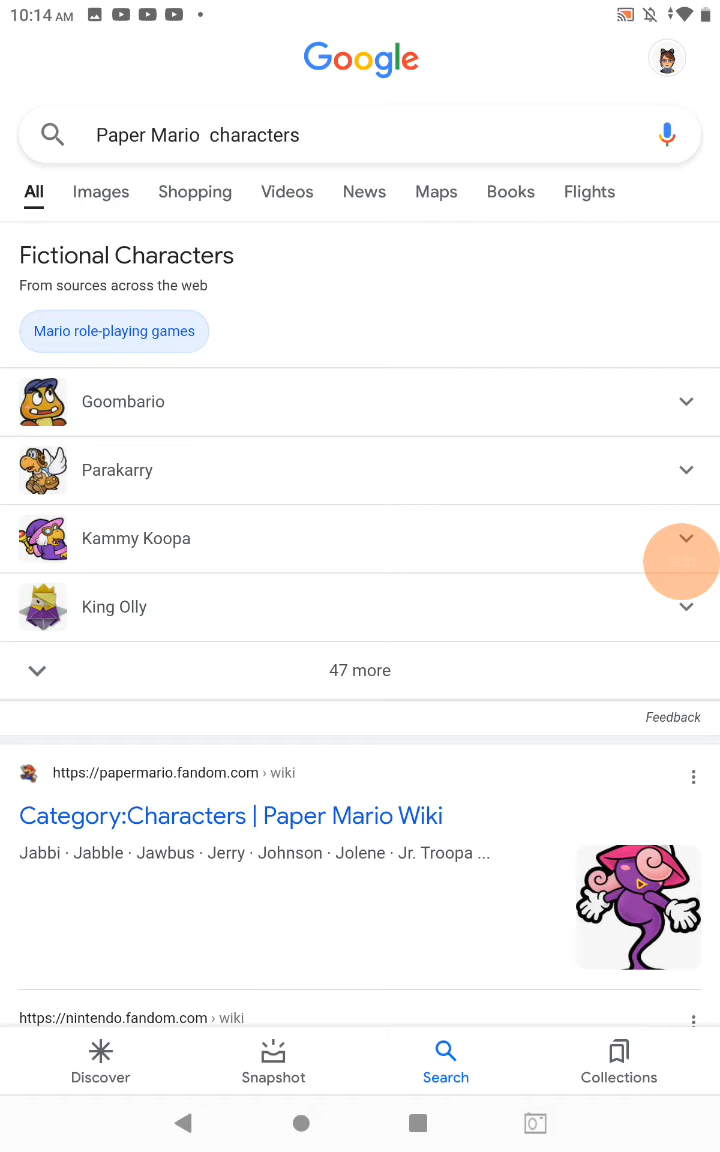 10:14 AM
Google
Paper Mario characters
All Images Shopping Videos News Maps Books Flights
Fictional Characters
From sources across the web
Mario role-playing games
Goombario
Parakarry
Kammy Koopa
King Olly
47 more
Feedback
https://papermario.fandom.com › wiki
Category:Characters | Paper Mario Wiki
Jabbi · Jabble · Jawbus · Jerry · Johnson · Jolene · Jr. Troopa ...
https://nintendo.fandom.com › wiki
Discover Snapshot Search Collections